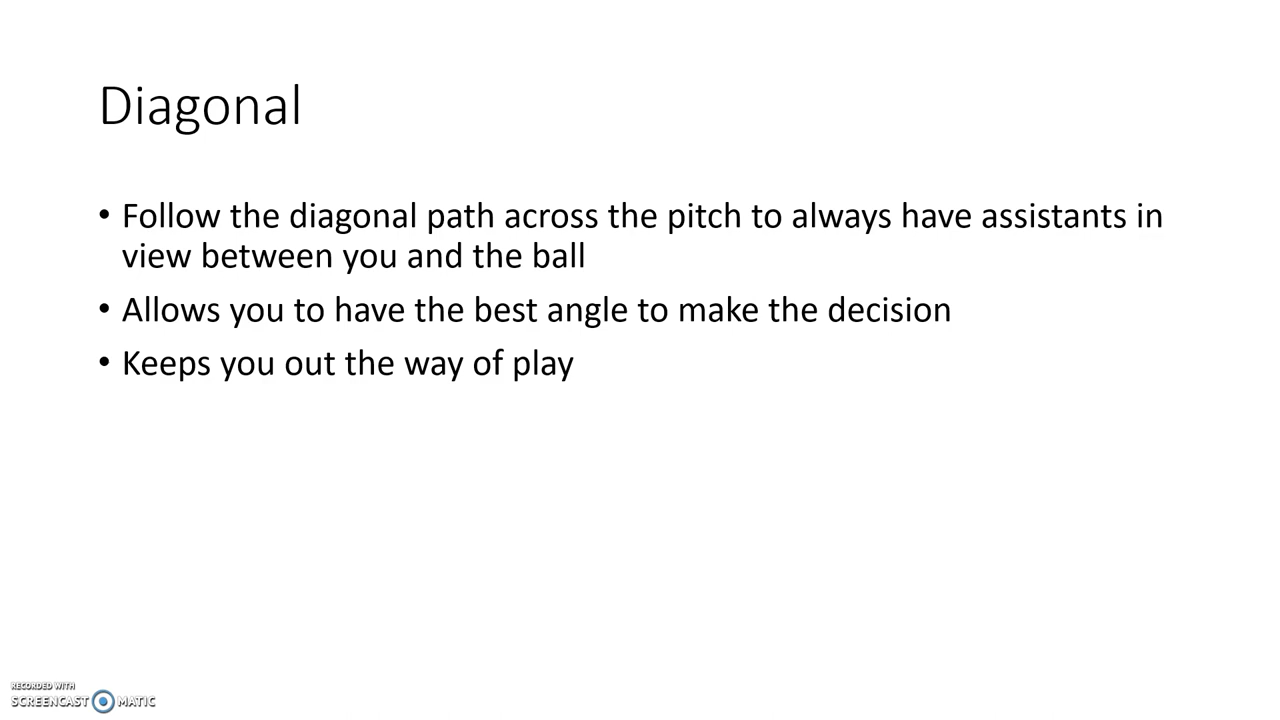 Diagonal
• Follow the diagonal path across the pitch to always have assistants in
view between you and the ball
• Allows you to have the best angle to make the decision
• Keeps you out the way of play
RECORDED WITH
SCREENCAST MATIC